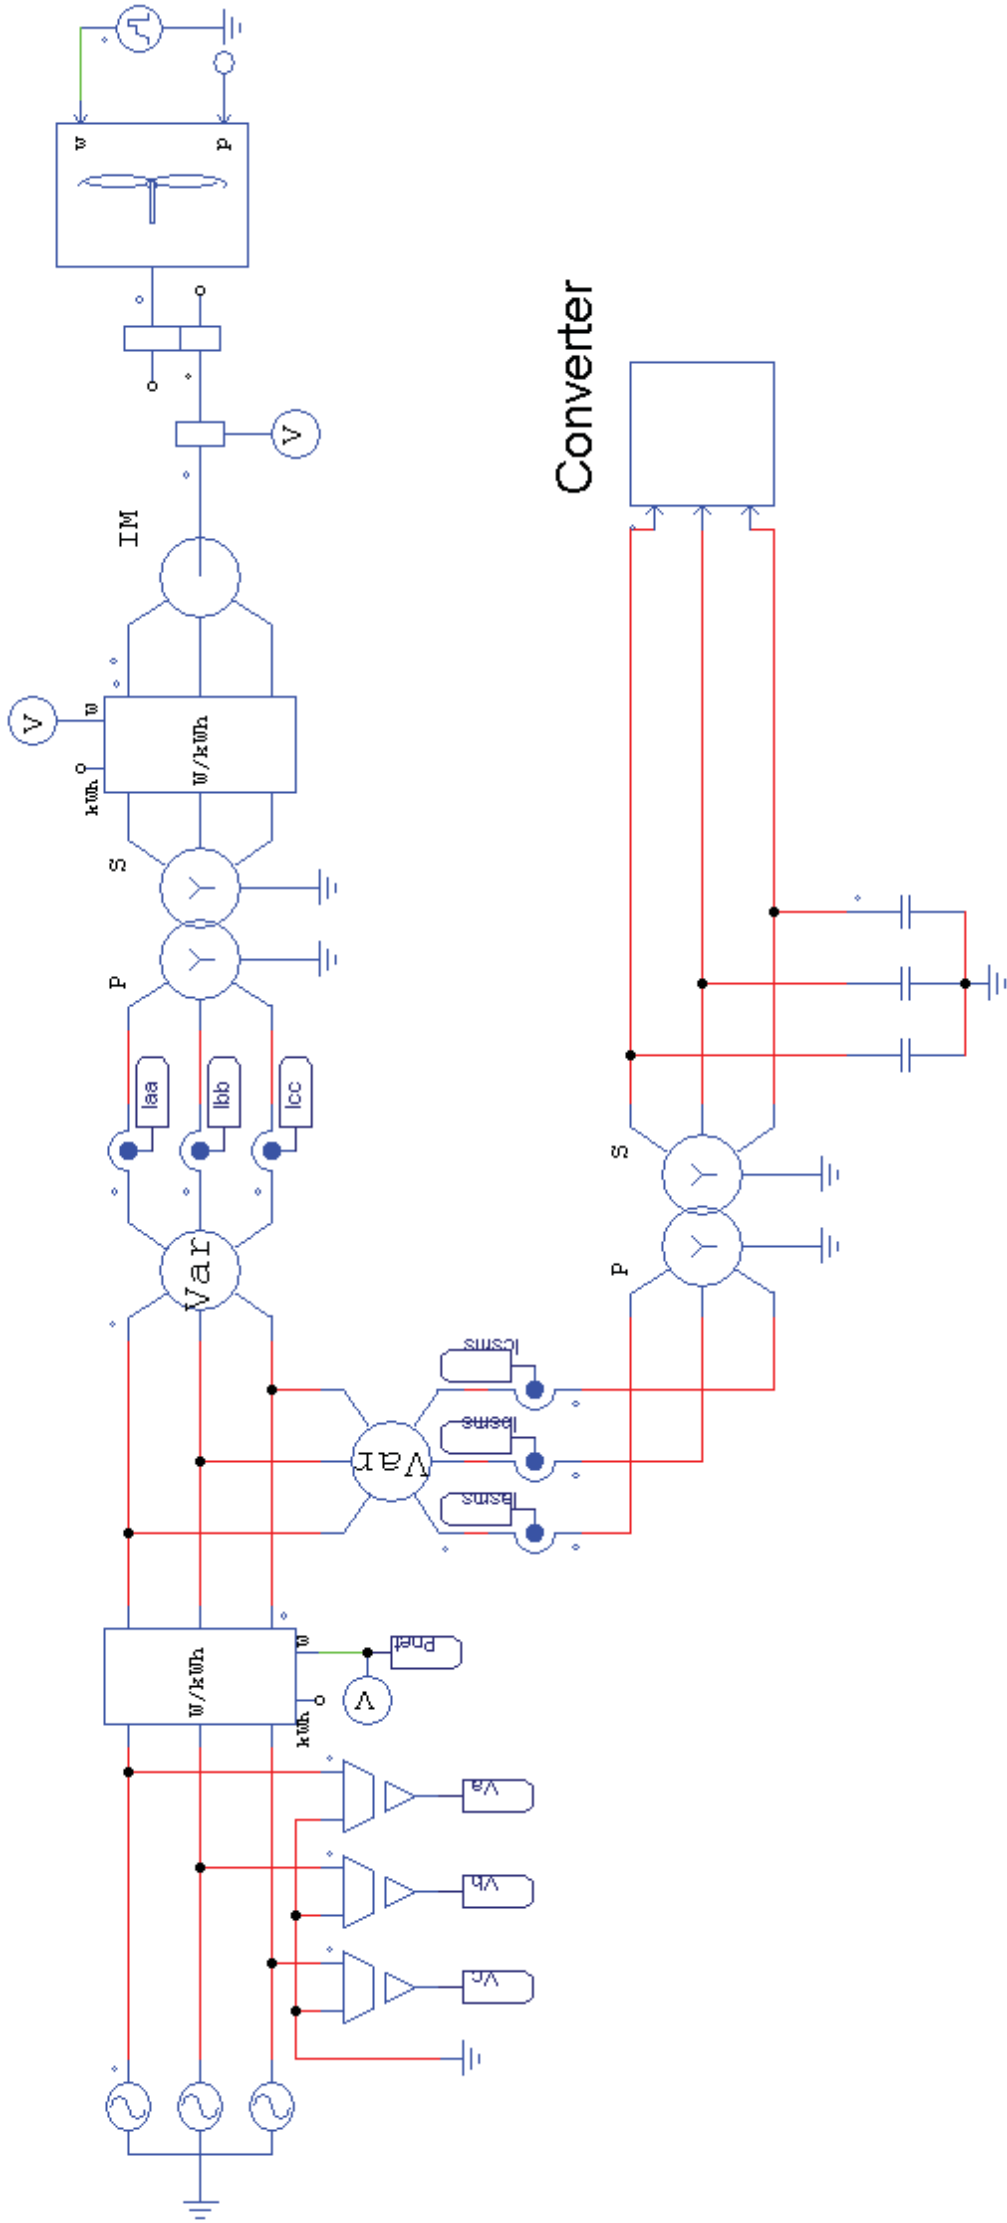 w
p
V
Converter
IM
V
w
kWh
W/kWh
S
P
Iaa
Ibb
Icc
Var
S
P
Icsms
Ibsms
Iasms
Var
W/kWh
w
kWh
Pnet
V
Va
Vb
Vc